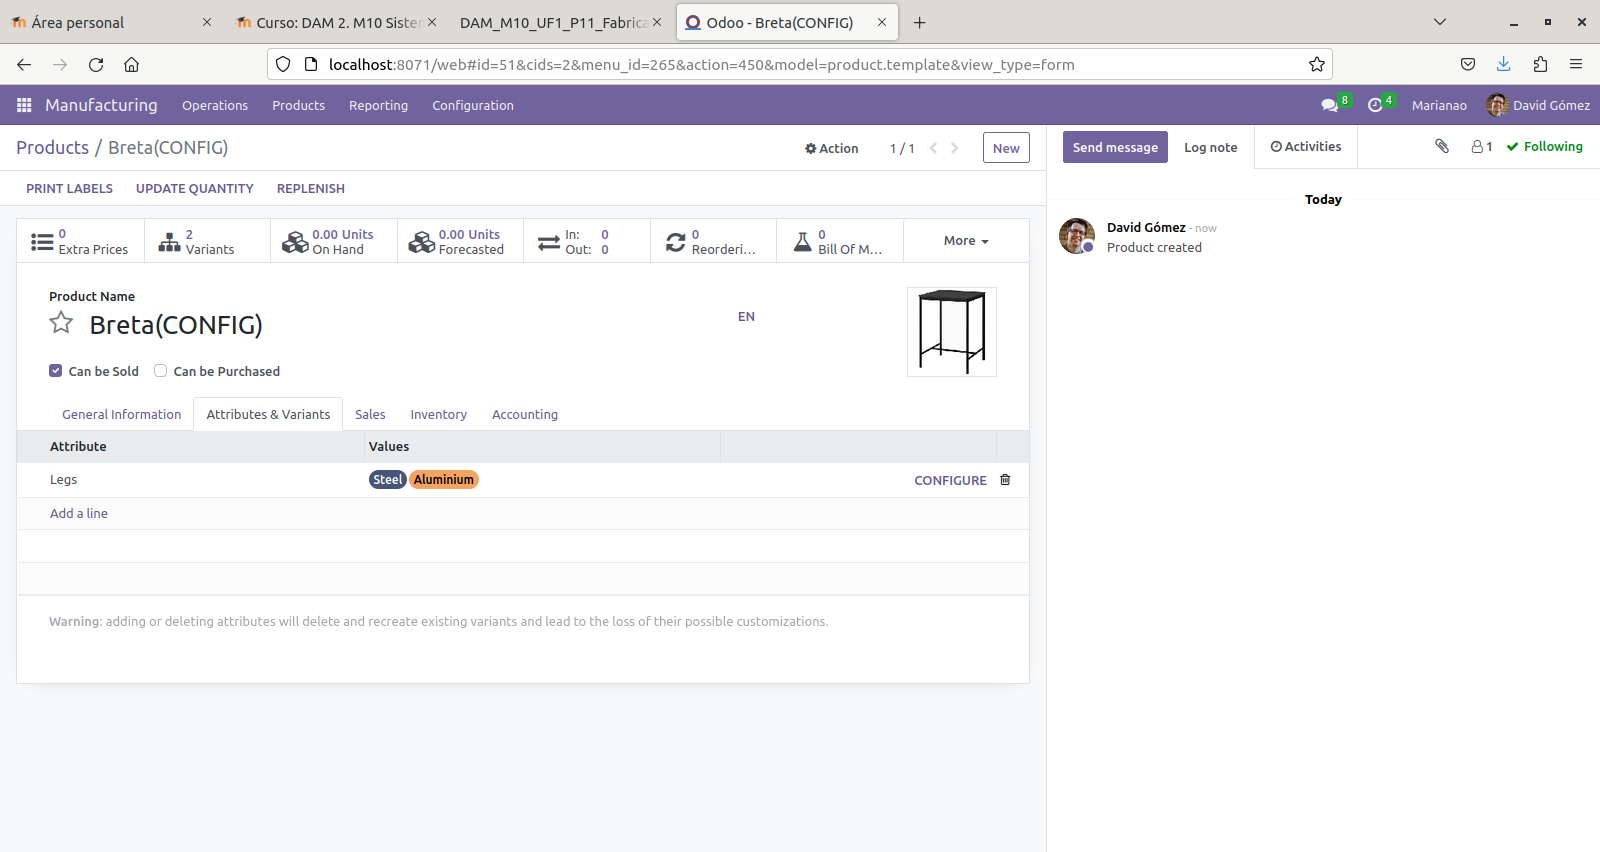 Área personal
Curso: DAM 2. M10 Sister
DAM_M10_UF1_P11_Fabrica
Odoo - Breta(CONFIG)
localhost:8071/web#id=51&cids=2&menu_id=265&action=450&model=product.template&view_type=form
Manufacturing Operations Products Reporting Configuration
8 4 Marianao David Gómez
Products / Breta(CONFIG)
Action 1 / 1 New
PRINT LABELS UPDATE QUANTITY REPLENISH
0 Extra Prices
2 Variants
0.00 Units On Hand
0.00 Units Forecasted
In: 0
Out: 0
0 Reorderi...
0 Bill Of M...
More
Product Name
Breta(CONFIG)
EN
Can be Sold Can be Purchased
General Information Attributes & Variants Sales Inventory Accounting
Attribute Values
Legs Steel Aluminium CONFIGURE
Add a line
Warning: adding or deleting attributes will delete and recreate existing variants and lead to the loss of their possible customizations.
Send message Log note Activities 1 Following
Today
David Gómez - now
Product created